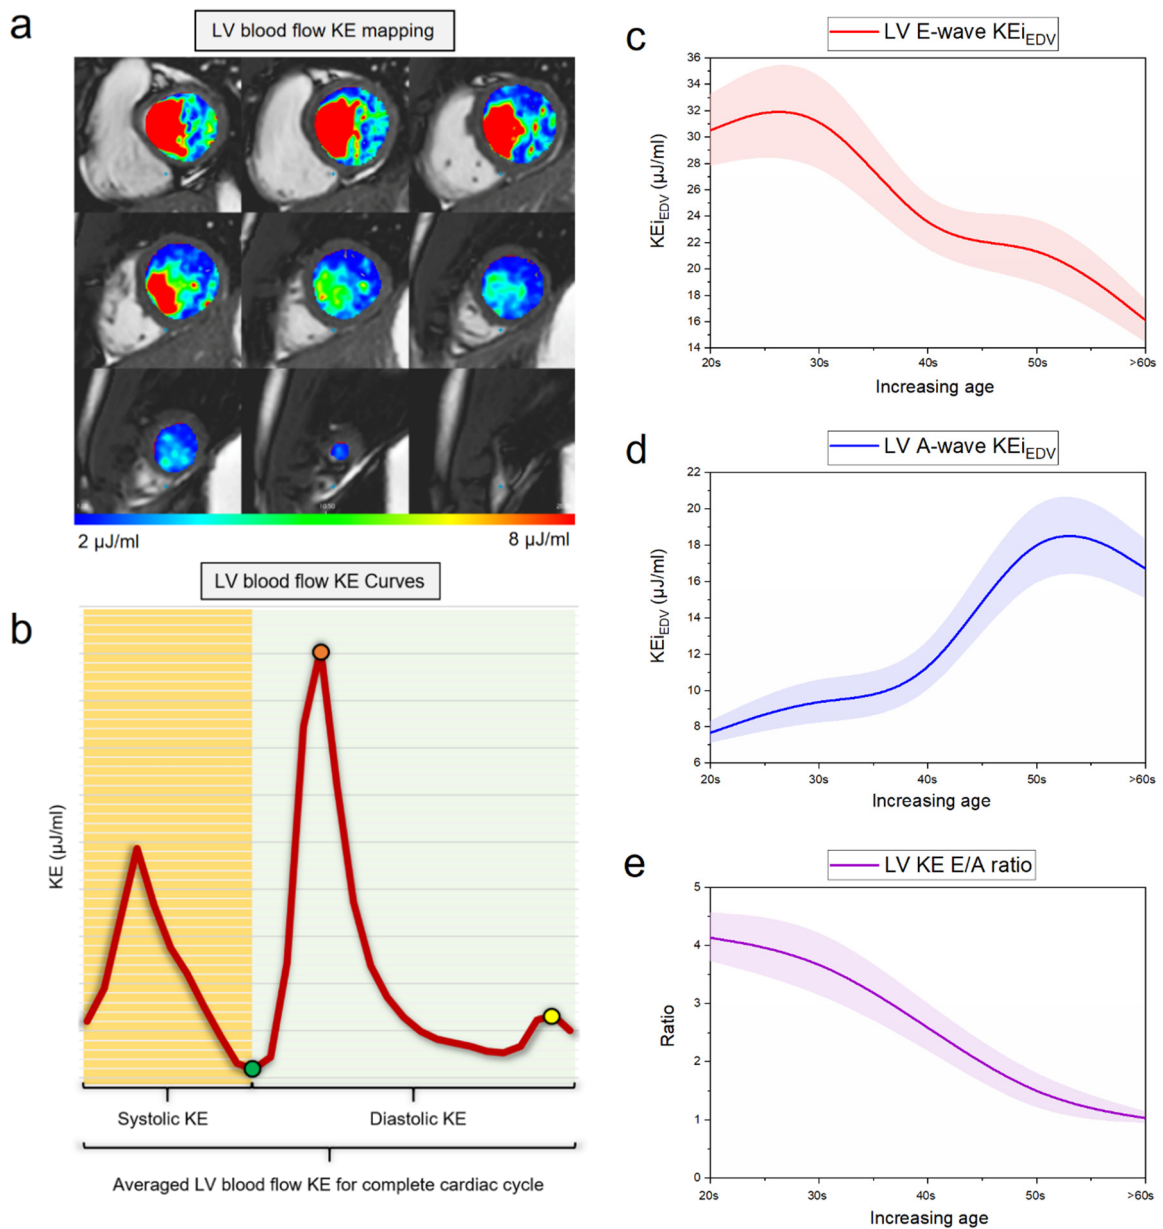 a
LV blood flow KE mapping
2 µJ/ml
8 µJ/ml
LV blood flow KE Curves
b
KE (µJ/ml)
Systolic KE
Diastolic KE
Averaged LV blood flow KE for complete cardiac cycle
c
LV E-wave KEiEDV
KEiEDV (µJ/ml)
36
34
32
30
28
26
24
22
20
18
16
14
20s
30s
40s
50s
>60s
Increasing age
d
LV A-wave KEiEDV
KEiEDV (µJ/ml)
22
20
18
16
14
12
10
8
6
20s
30s
40s
50s
>60s
Increasing age
e
LV KE E/A ratio
Ratio
5
4
3
2
1
0
20s
30s
40s
50s
>60s
Increasing age